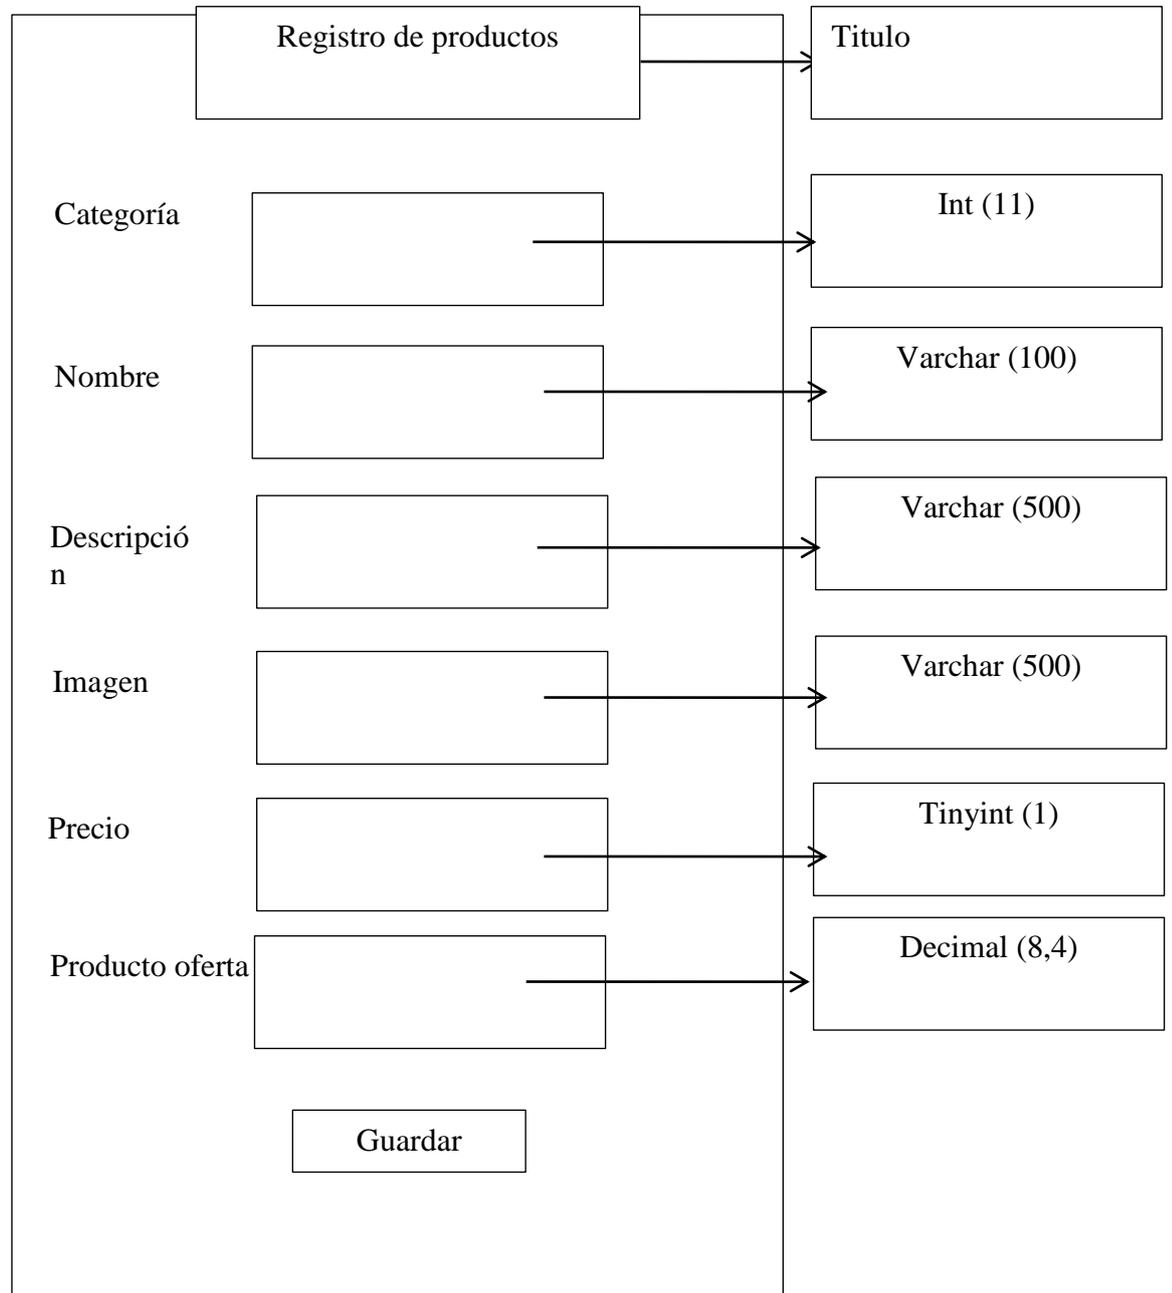 Registro de productos
Titulo
Categoría
Int (11)
Nombre
Varchar (100)
Descripció
n
Varchar (500)
Imagen
Varchar (500)
Precio
Tinyint (1)
Producto oferta
Decimal (8,4)
Guardar